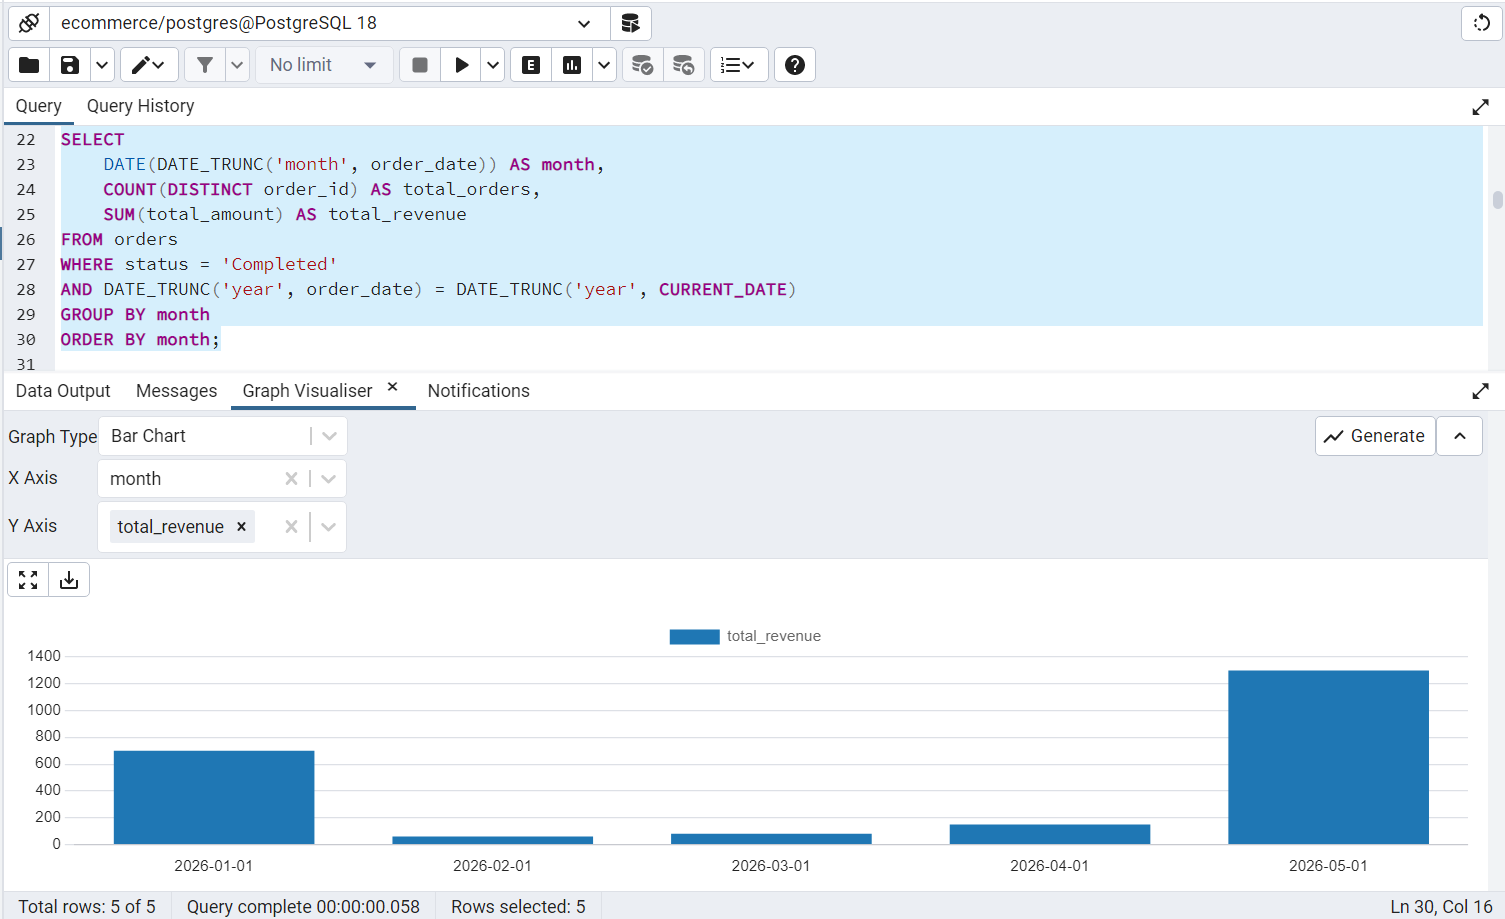 ecommerce/postgres@PostgreSQL 18
No limit
E
Query Query History
22 SELECT
23 DATE(DATE_TRUNC('month', order_date)) AS month,
24 COUNT(DISTINCT order_id) AS total_orders,
25 SUM(total_amount) AS total_revenue
26 FROM orders
27 WHERE status = 'Completed'
28 AND DATE_TRUNC('year', order_date) = DATE_TRUNC('year', CURRENT_DATE)
29 GROUP BY month
30 ORDER BY month;
31
Data Output Messages Graph Visualiser Notifications
Graph Type Bar Chart Generate
X Axis month
Y Axis total_revenue
total_revenue
1400
1200
1000
800
600
400
200
0
2026-01-01 2026-02-01 2026-03-01 2026-04-01 2026-05-01
Total rows: 5 of 5 Query complete 00:00:00.058 Rows selected: 5 Ln 30, Col 16